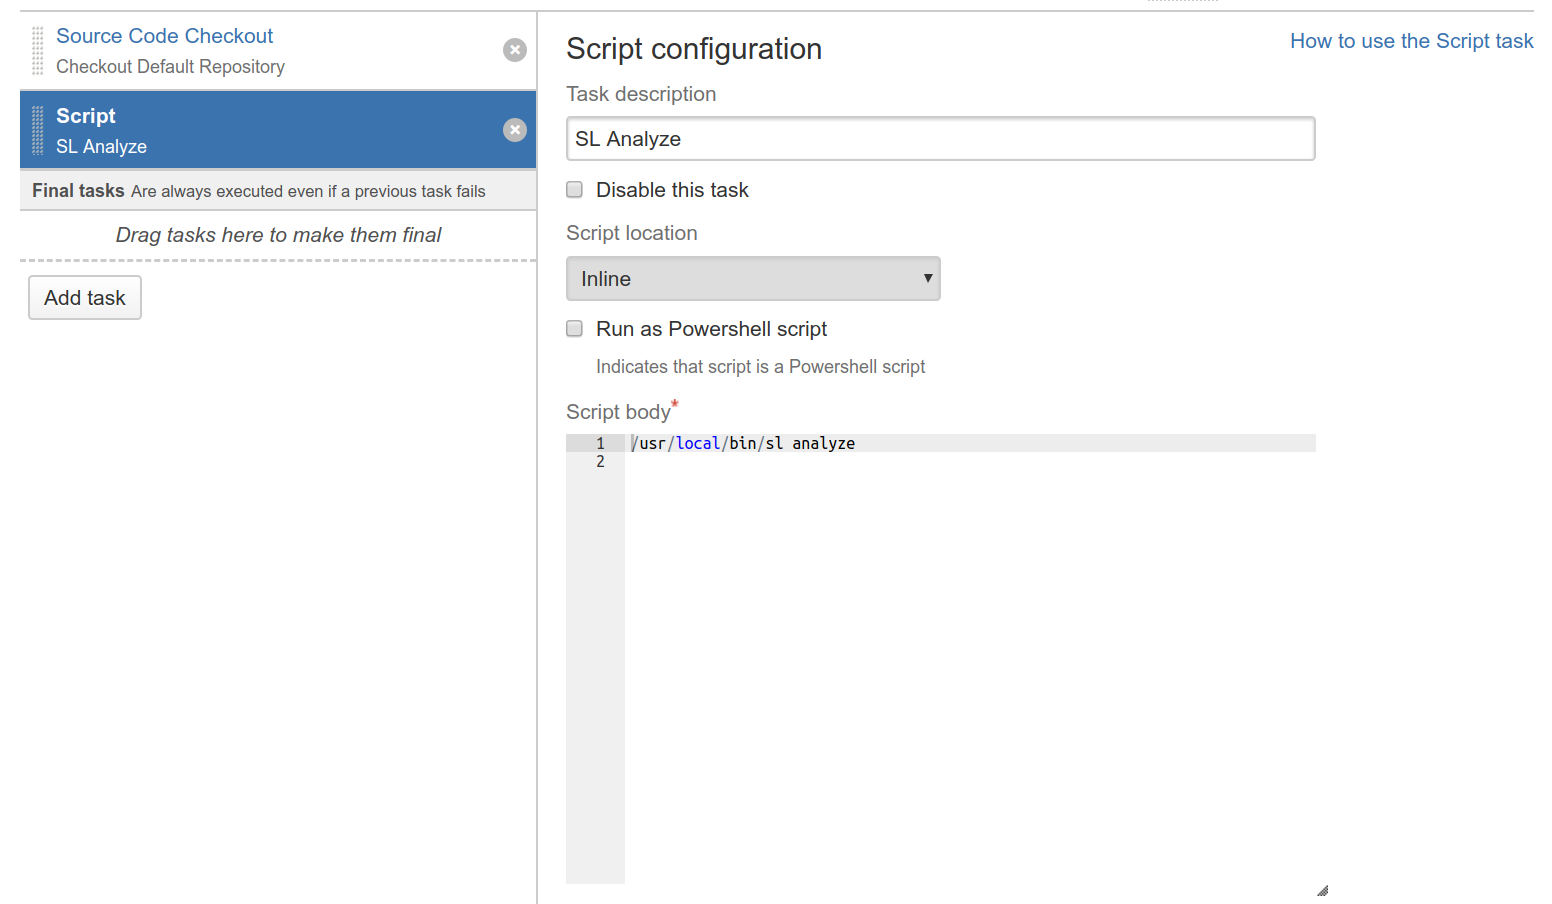 Source Code Checkout
Checkout Default Repository
Script
SL Analyze
Final tasks Are always executed even if a previous task fails
Drag tasks here to make them final
Add task
Script configuration
How to use the Script task
Task description
SL Analyze
Disable this task
Script location
Inline
Run as Powershell script
Indicates that script is a Powershell script
Script body*
1 /usr/local/bin/sl analyze
2